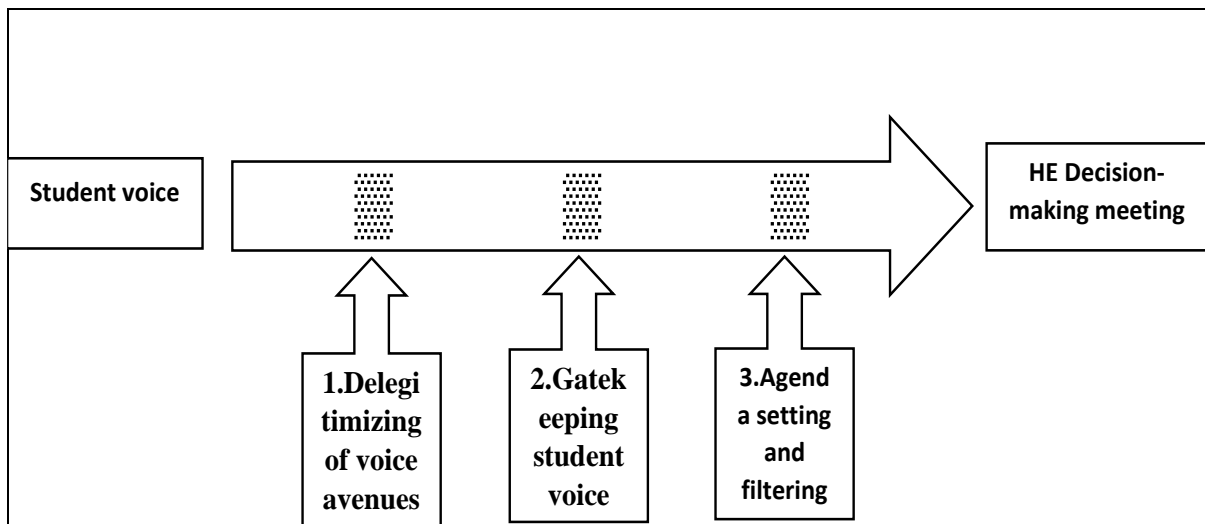 Student voice
HE Decision-
making meeting
1.Delegi
timizing
of voice
avenues
2.Gatek
eeping
student
voice
3.Agend
a setting
and
filtering